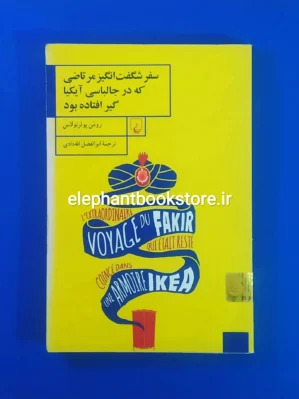 سفر شگفت‌انگیز مرتاضی
که در جالباسی آیکیا
گیر افتاده بود
رومن پوئرتولاس
ترجمهٔ ابوالفضل الله‌دادی
elephantbookstore.ir
L'EXTRAORDINAIRE
VOYAGE DU FAKIR
QUI ÉTAIT RESTÉ
COINCÉ DANS
UNE ARMOIRE IKEA